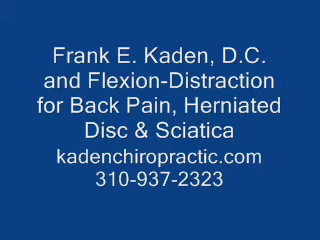 Frank E. Kaden, D.C.
and Flexion-Distraction
for Back Pain, Herniated
Disc & Sciatica
kadenchiropractic.com
310-937-2323